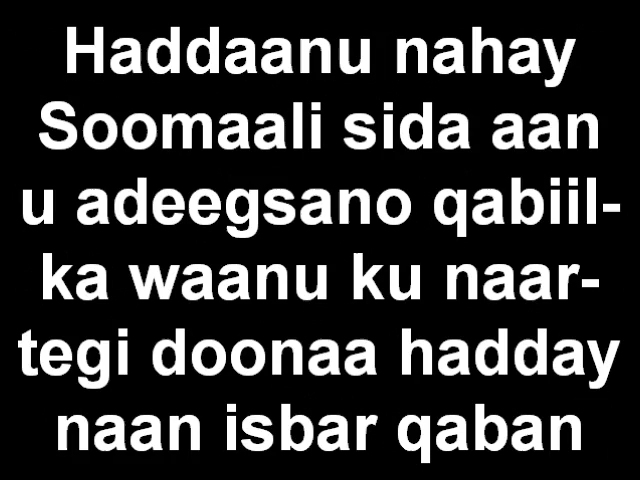 Haddaanu nahay
Soomaali sida aan
u adeegsano qabiil-
ka waanu ku naar-
tegi doonaa hadday
naan isbar qaban